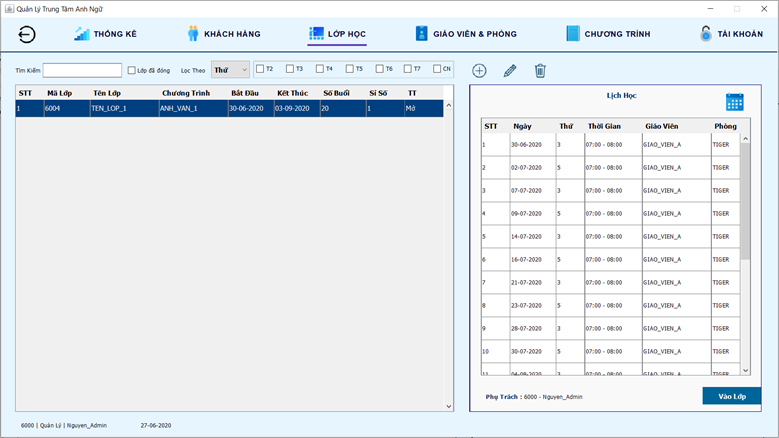 Quản Lý Trung Tâm Anh Ngữ
THỐNG KÊ KHÁCH HÀNG LỚP HỌC GIÁO VIÊN & PHÒNG CHƯƠNG TRÌNH TÀI KHOẢN
Tìm Kiếm Lớp đã đóng Lọc Theo Thứ T2 T3 T4 T5 T6 T7 CN
STT Mã Lớp Tên Lớp Chương Trình Bắt Đầu Kết Thúc Số Buổi Sỉ Số TT
1 6004 TEN_LOP_1 ANH_VAN_1 30-06-2020 03-09-2020 20 1 Mở
Lịch Học
STT Ngày Thứ Thời Gian Giáo Viên Phòng
1 30-06-2020 3 07:00 - 08:00 GIAO_VIEN_A TIGER
2 02-07-2020 5 07:00 - 08:00 GIAO_VIEN_A TIGER
3 07-07-2020 3 07:00 - 08:00 GIAO_VIEN_A TIGER
4 09-07-2020 5 07:00 - 08:00 GIAO_VIEN_A TIGER
5 14-07-2020 3 07:00 - 08:00 GIAO_VIEN_A TIGER
6 16-07-2020 5 07:00 - 08:00 GIAO_VIEN_A TIGER
7 21-07-2020 3 07:00 - 08:00 GIAO_VIEN_A TIGER
8 23-07-2020 5 07:00 - 08:00 GIAO_VIEN_A TIGER
9 28-07-2020 3 07:00 - 08:00 GIAO_VIEN_A TIGER
10 30-07-2020 5 07:00 - 08:00 GIAO_VIEN_A TIGER
11 04-08-2020 3 07:00 - 08:00 GIAO_VIEN_A TIGER
Phụ Trách : 6000 - Nguyen_Admin Vào Lớp
6000 | Quản Lý | Nguyen_Admin 27-06-2020